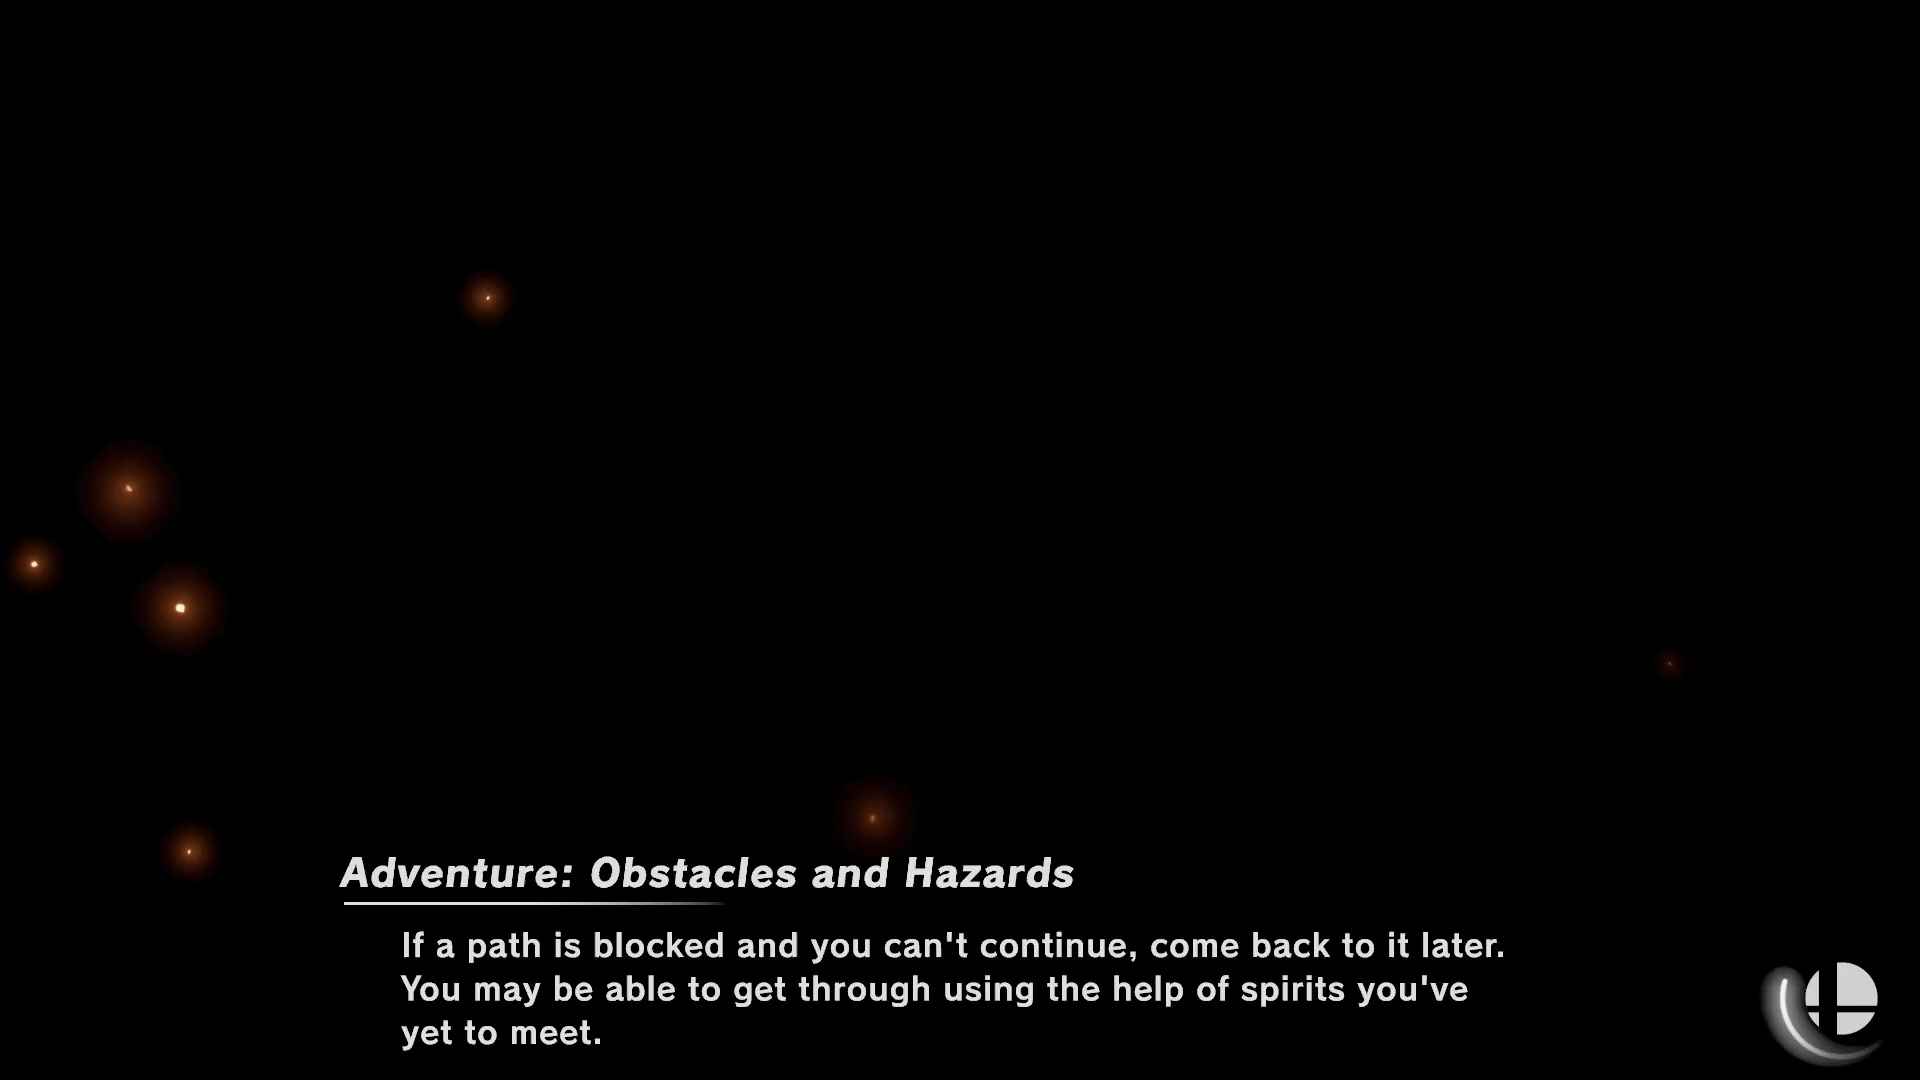 Adventure: Obstacles and Hazards
If a path is blocked and you can't continue, come back to it later.
You may be able to get through using the help of spirits you've
yet to meet.